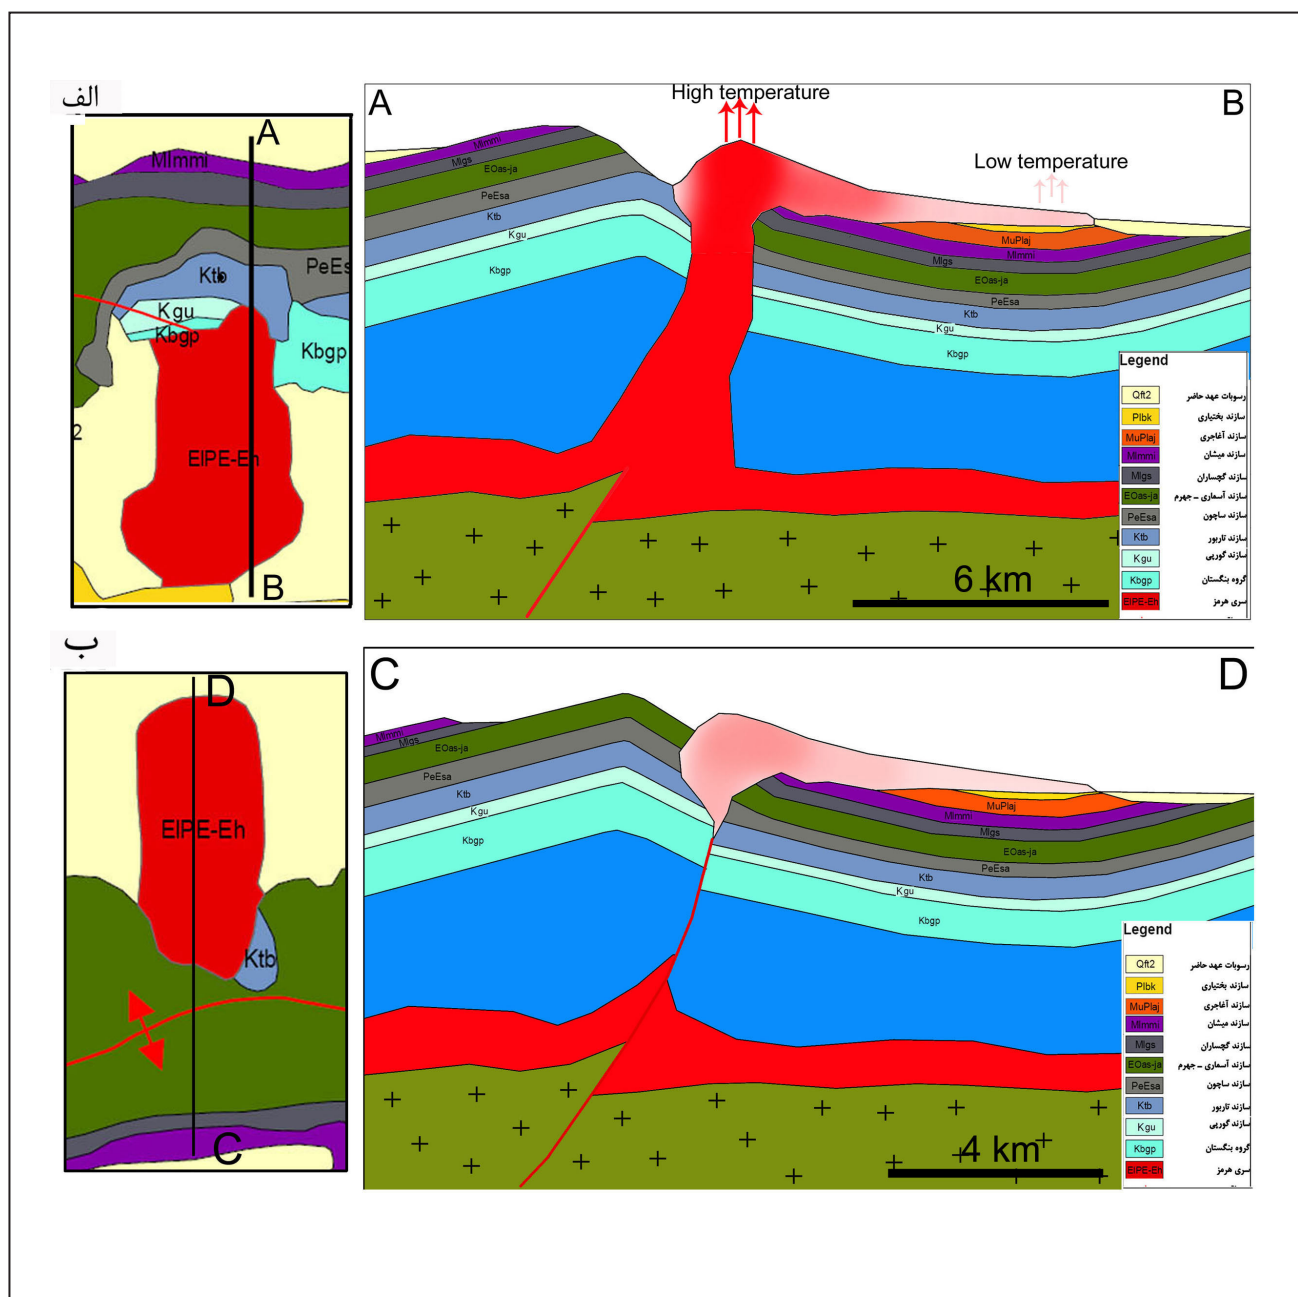 الف
A
MImmi
PeEs
Ktb
Kgu
Kbgp
Kbgp
2
EIPE-Eh
B
A
High temperature
B
Low temperature
MImmi
MIgs
EOas-ja
PeEsa
Ktb
Kgu
Kbgp
MuPlaj
MImmi
MIgs
EOas-ja
PeEsa
Ktb
Kgu
Kbgp
6 km
Legend
Qft2 رسوبات عهد حاضر
Plbk سازند بختیاری
MuPlaj سازند آغاجری
MImmi سازند میشان
MIgs سازند گچساران
EOas-ja سازند آسماری - جهرم
PeEsa سازند ساچون
Ktb سازند تاربور
Kgu سازند گورپی
Kbgp گروه بنگستان
EIPE-Eh سری هرمز
ب
D
EIPE-Eh
Ktb
C
C
D
MImmi
MIgs
EOas-ja
PeEsa
Ktb
Kgu
Kbgp
MuPlaj
MImmi
MIgs
EOas-ja
PeEsa
Ktb
Kgu
Kbgp
4 km
Legend
Qft2 رسوبات عهد حاضر
Plbk سازند بختیاری
MuPlaj سازند آغاجری
MImmi سازند میشان
MIgs سازند گچساران
EOas-ja سازند آسماری - جهرم
PeEsa سازند ساچون
Ktb سازند تاربور
Kgu سازند گورپی
Kbgp گروه بنگستان
EIPE-Eh سری هرمز